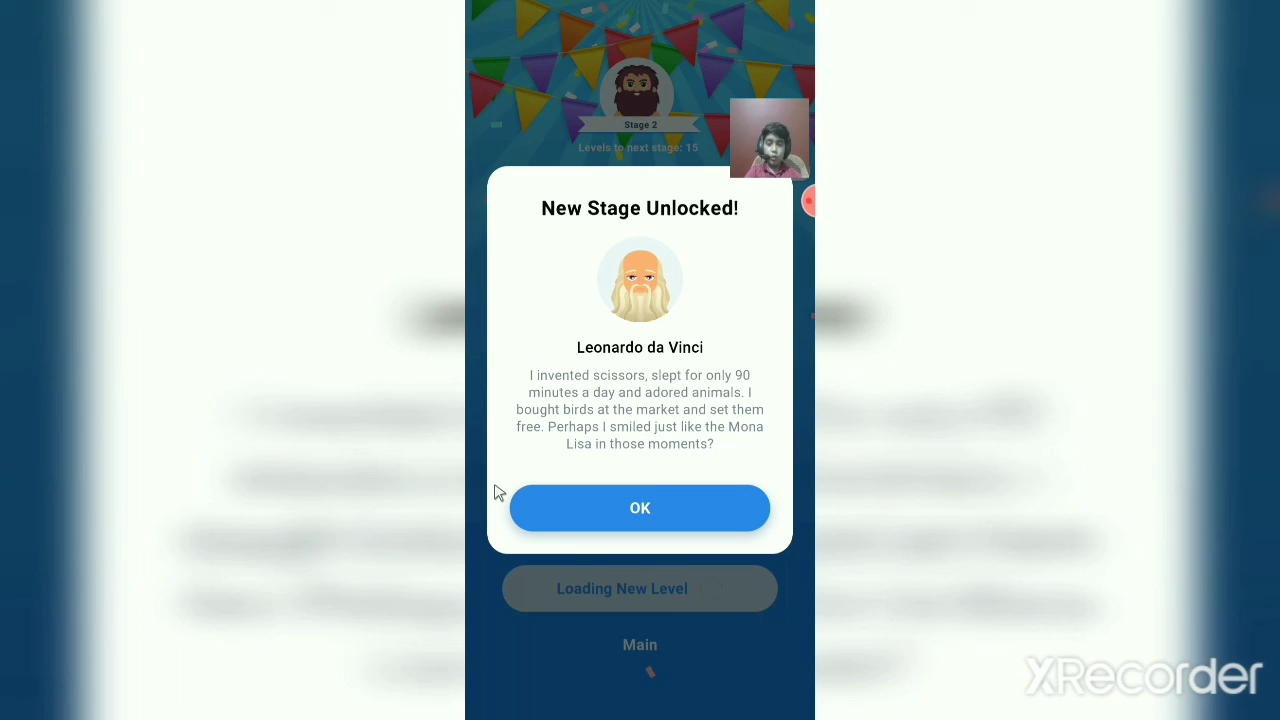 Stage 2
Levels to next stage: 15
New Stage Unlocked!
Leonardo da Vinci
I invented scissors, slept for only 90
minutes a day and adored animals. I
bought birds at the market and set them
free. Perhaps I smiled just like the Mona
Lisa in those moments?
OK
Loading New Level
Main
XRecorder